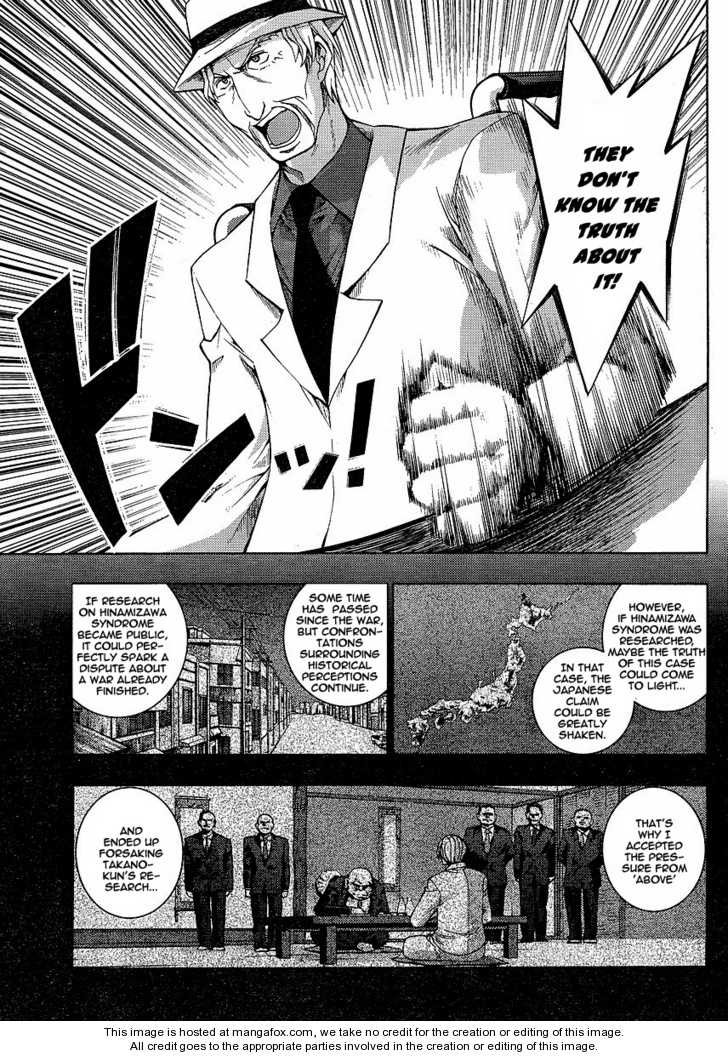 THEY
DON'T
KNOW THE
TRUTH
ABOUT
IT!
ドンッ!
HOWEVER,
IF HINAMIZAWA
SYNDROME WAS
RESEARCHED,
MAYBE THE TRUTH
OF THIS CASE
COULD COME
TO LIGHT...
IN THAT
CASE, THE
JAPANESE
CLAIM
COULD BE
GREATLY
SHAKEN.
SOME TIME
HAS PASSED
SINCE THE WAR,
BUT CONFRON-
TATIONS
SURROUNDING
HISTORICAL
PERCEPTIONS
CONTINUE.
IF RESEARCH
ON HINAMIZAWA
SYNDROME
BECAME PUBLIC,
IT COULD PER-
FECTLY SPARK A
DISPUTE ABOUT
A WAR ALREADY
FINISHED.
THAT'S
WHY I
ACCEPTED
THE PRES-
SURE FROM
'ABOVE'
AND
ENDED UP
FORSAKING
TAKANO-
KUN'S RE-
SEARCH...
This image is hosted at mangafox.com, we take no credit for the creation or editing of this image.
All credit goes to the appropriate parties involved in the creation or editing of this image.